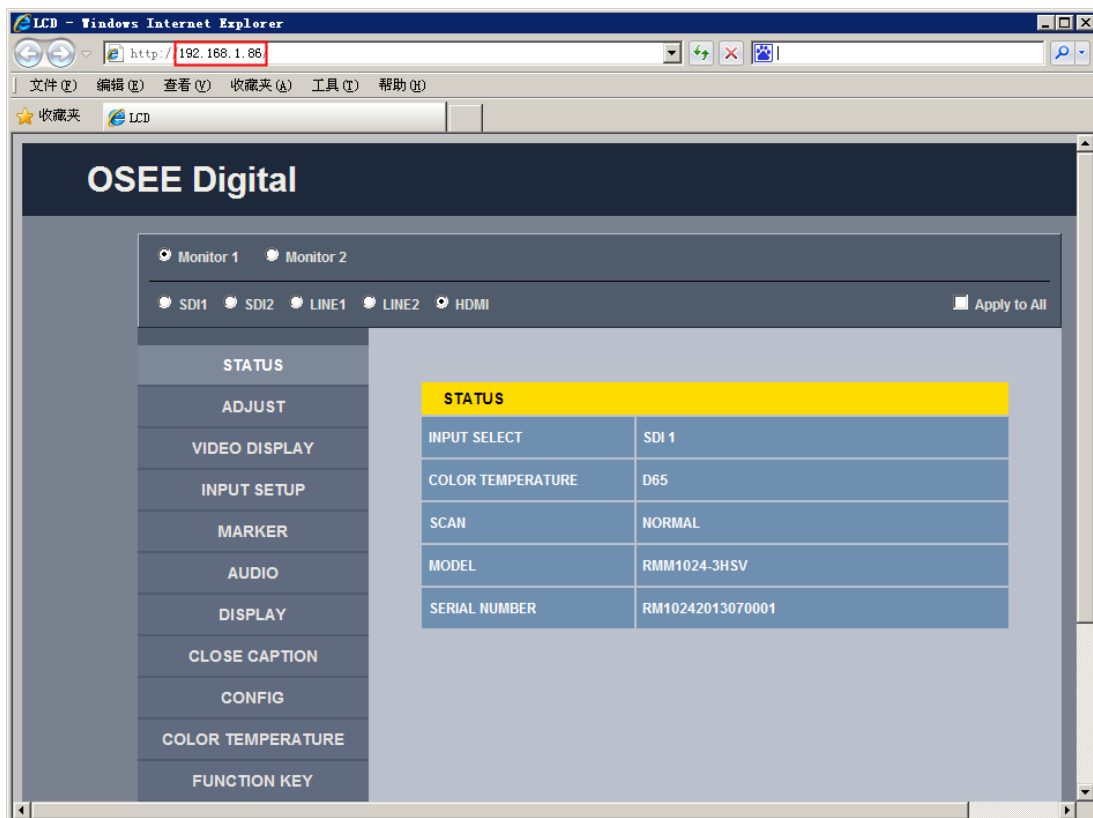 LCD - Windows Internet Explorer
http://192.168.1.86/
文件(F) 编辑(E) 查看(V) 收藏夹(A) 工具(T) 帮助(H)
收藏夹 LCD
OSEE Digital
Monitor 1 Monitor 2
SDI1 SDI2 LINE1 LINE2 HDMI Apply to All
STATUS
ADJUST
VIDEO DISPLAY
INPUT SETUP
MARKER
AUDIO
DISPLAY
CLOSE CAPTION
CONFIG
COLOR TEMPERATURE
FUNCTION KEY
STATUS
INPUT SELECT SDI 1
COLOR TEMPERATURE D65
SCAN NORMAL
MODEL RMM1024-3HSV
SERIAL NUMBER RM10242013070001